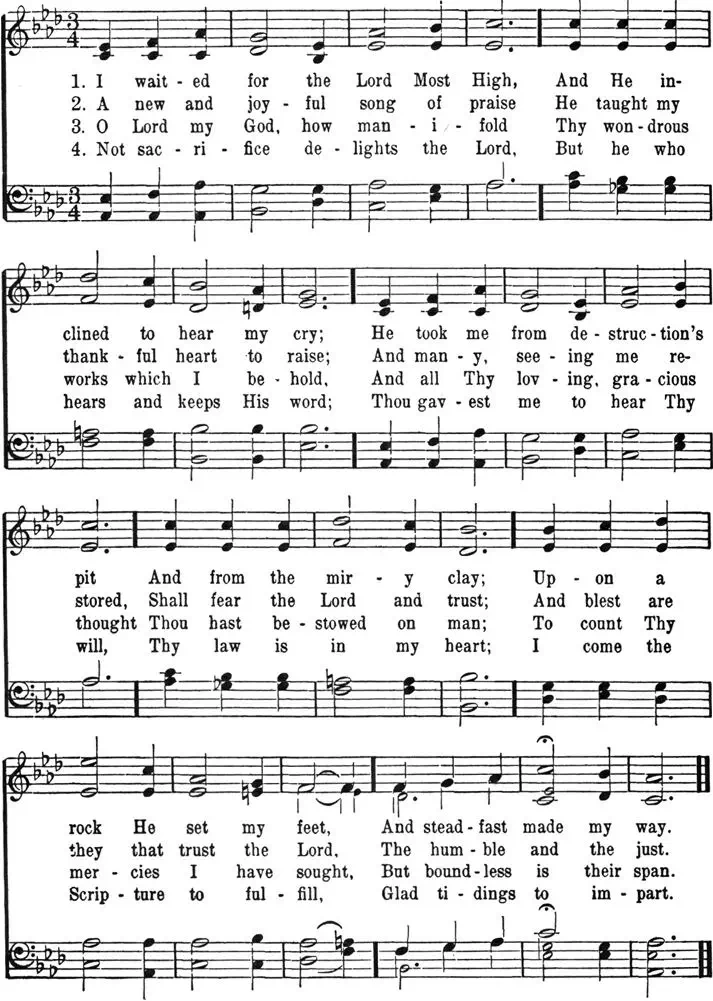 3
4
1. I wait - ed for the Lord Most High, And He in-
2. A new and joy - ful song of praise He taught my
3. O Lord my God, how man - i - fold Thy won - drous
4. Not sac - ri - fice de - lights the Lord, But he who
3
4
clined to hear my cry; He took me from de - struc - tion's
thank - ful heart to raise; And man - y, see - ing me re-
works which I be - hold, And all Thy lov - ing, gra - cious
hears and keeps His word; Thou gav - est me to hear Thy
pit And from the mir - y clay; Up - on a
stored, Shall fear the Lord and trust; And blest are
thought Thou hast be - stowed on man; To count Thy
will, Thy law is in my heart; I come the
rock He set my feet, And stead - fast made my way.
they that trust the Lord, The hum - ble and the just.
mer - cies I have sought, But bound - less is their span.
Scrip - ture to ful - fill, Glad ti - dings to im - part.